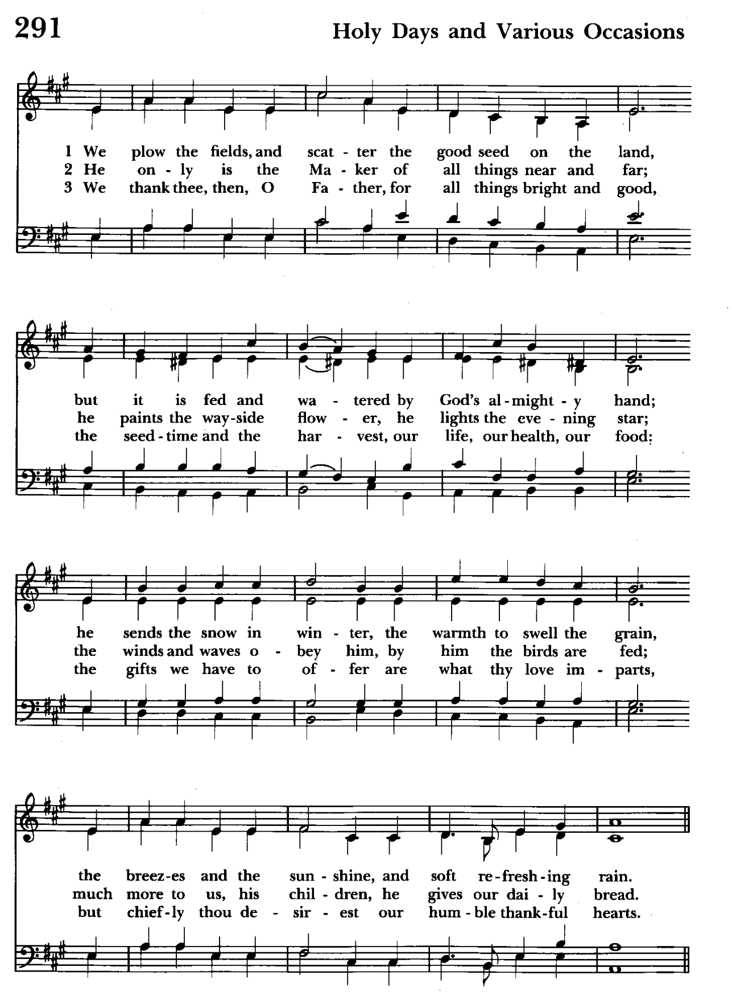 291
Holy Days and Various Occasions
1 We plow the fields, and scat - ter the good seed on the land,
2 He on - ly is the Ma - ker of all things near and far;
3 We thank thee, then, O Fa - ther, for all things bright and good,
but it is fed and wa - tered by God's al - might - y hand;
he paints the way - side flow - er, he lights the eve - ning star;
the seed - time and the har - vest, our life, our health, our food:
he sends the snow in win - ter, the warmth to swell the grain,
the winds and waves o - bey him, by him the birds are fed;
the gifts we have to of - fer are what thy love im - parts,
the breez - es and the sun - shine, and soft re - fresh - ing rain.
much more to us, his chil - dren, he gives our dai - ly bread.
but chief - ly thou de - sir - est our hum - ble thank - ful hearts.